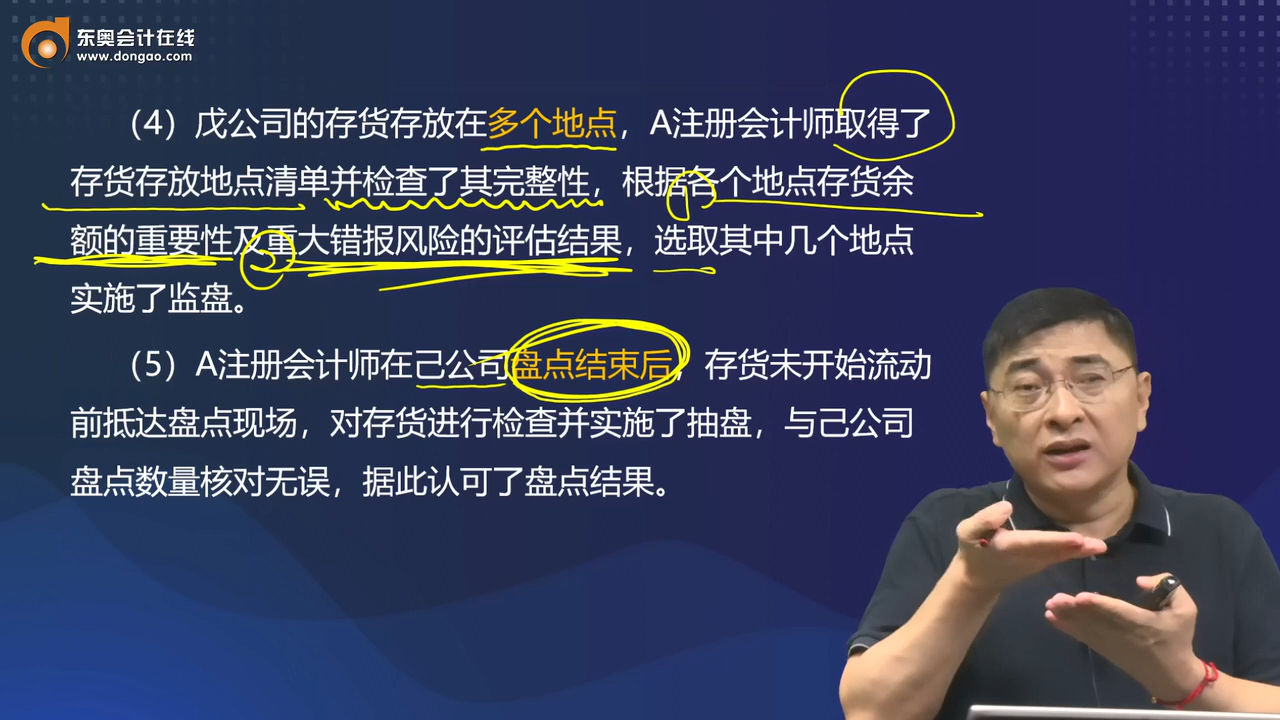 东奥会计在线
www.dongao.com
（4）戊公司的存货存放在多个地点，A注册会计师取得了
存货存放地点清单并检查了其完整性，根据各个地点存货余
额的重要性及重大错报风险的评估结果，选取其中几个地点
实施了监盘。
（5）A注册会计师在己公司盘点结束后，存货未开始流动
前抵达盘点现场，对存货进行检查并实施了抽盘，与己公司
盘点数量核对无误，据此认可了盘点结果。